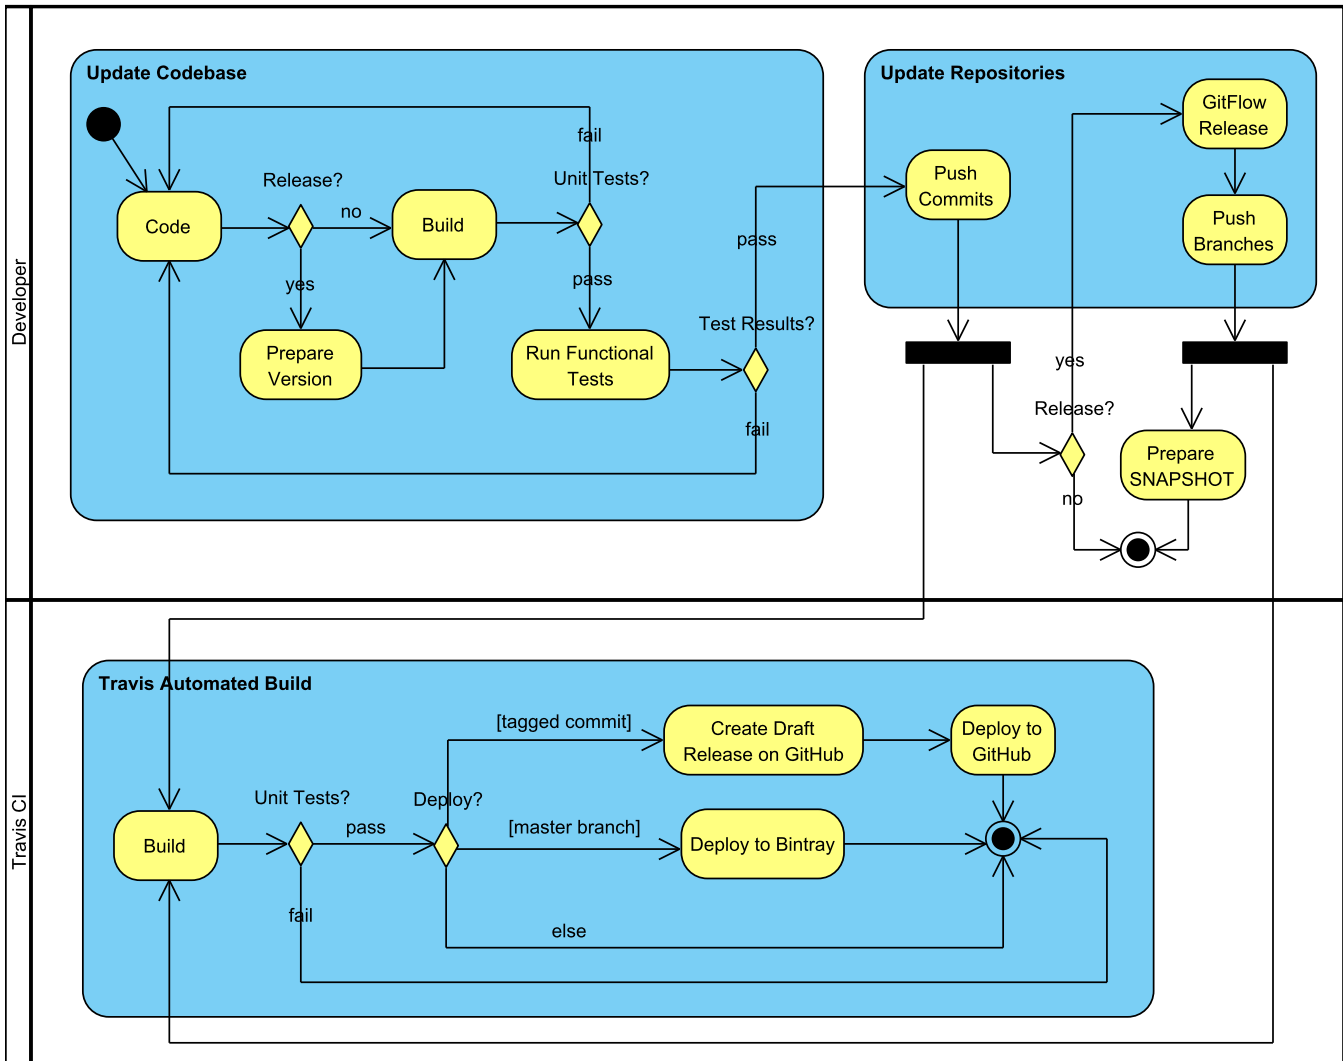 Developer
Update Codebase
fail
Release?
Unit Tests?
Code
no
Build
yes
pass
Prepare
Version
Run Functional
Tests
Test Results?
pass
fail
Update Repositories
GitFlow
Release
Push
Commits
Push
Branches
yes
Release?
no
Prepare
SNAPSHOT
Travis CI
Travis Automated Build
[tagged commit]
Create Draft
Release on GitHub
Deploy to
GitHub
Unit Tests?
Deploy?
Build
pass
[master branch]
Deploy to Bintray
fail
else